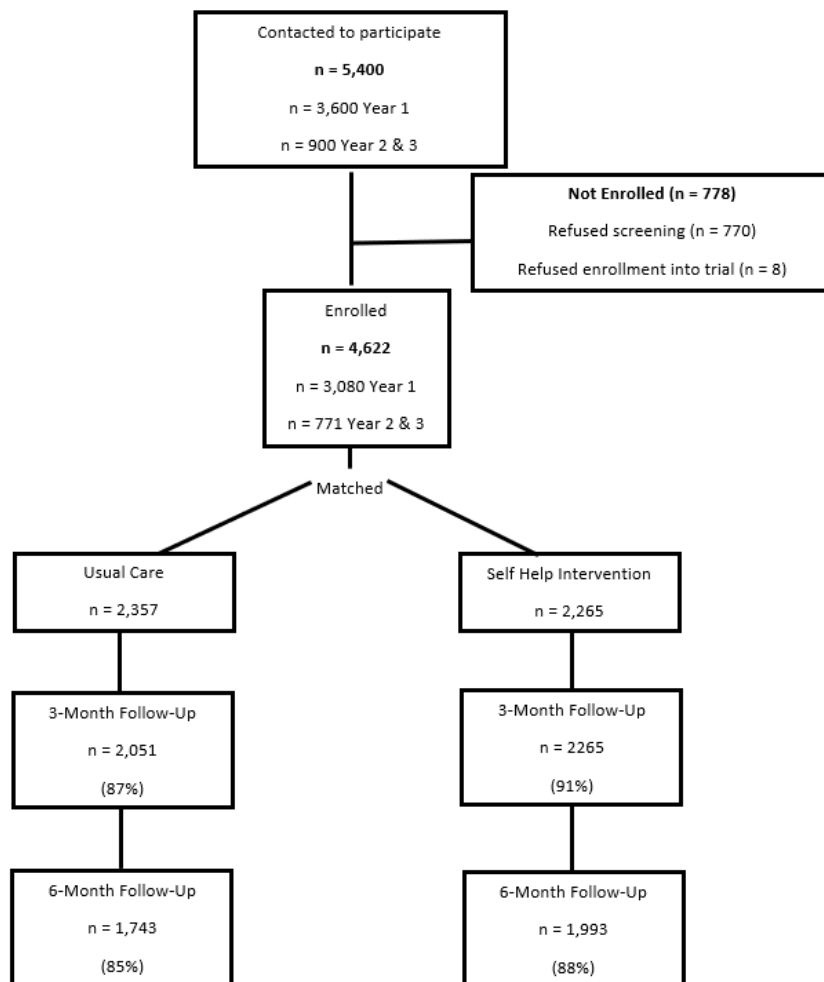 Contacted to participate
n = 5,400
n = 3,600 Year 1
n = 900 Year 2 & 3
Not Enrolled (n = 778)
Refused screening (n = 770)
Refused enrollment into trial (n = 8)
Enrolled
n = 4,622
n = 3,080 Year 1
n = 771 Year 2 & 3
Matched
Usual Care
n = 2,357
Self Help Intervention
n = 2,265
3-Month Follow-Up
n = 2,051
(87%)
3-Month Follow-Up
n = 2265
(91%)
6-Month Follow-Up
n = 1,743
(85%)
6-Month Follow-Up
n = 1,993
(88%)